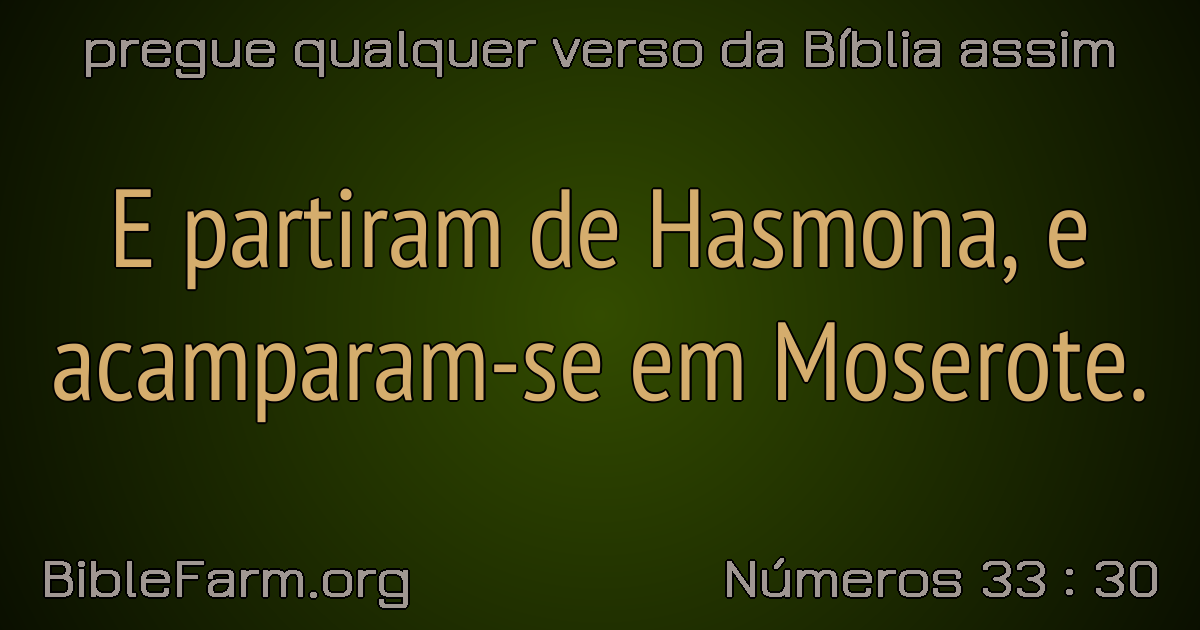 pregue qualquer verso da Bíblia assim
E partiram de Hasmona, e
acamparam-se em Moserote.
BibleFarm.org
Números 33 : 30